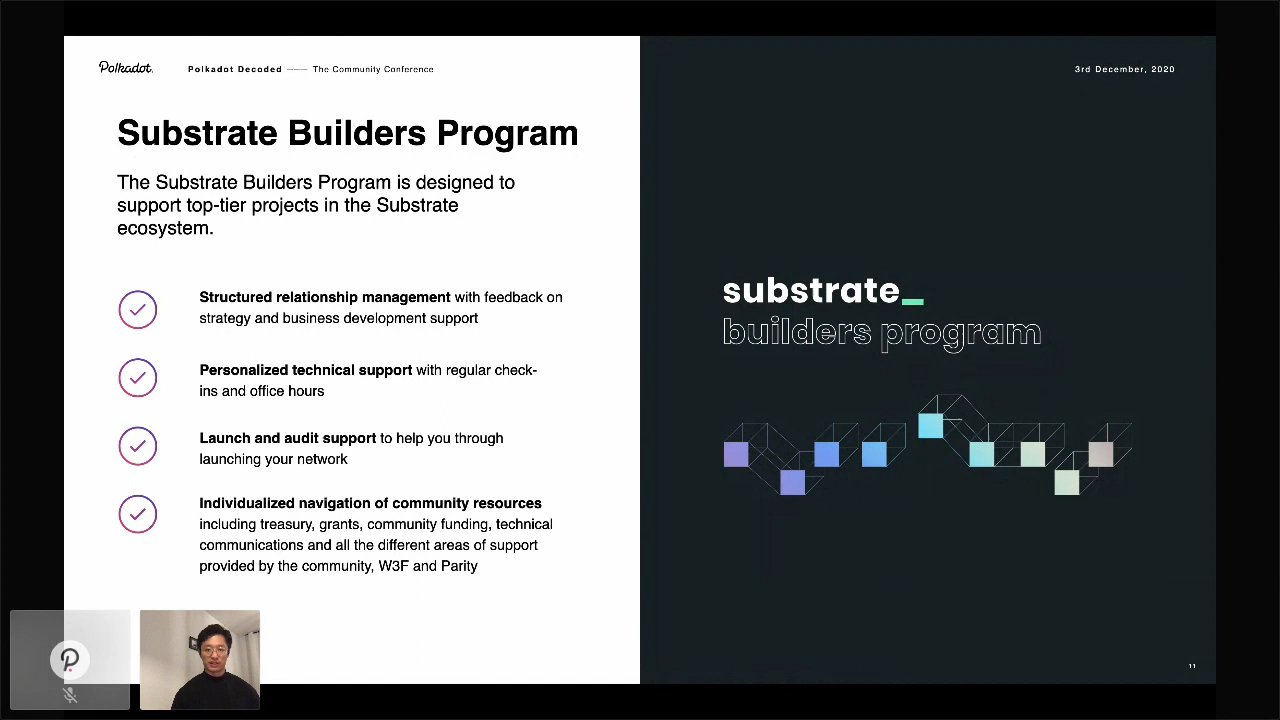 Polkadot.
Polkadot Decoded —— The Community Conference
3rd December, 2020
Substrate Builders Program
The Substrate Builders Program is designed to
support top-tier projects in the Substrate
ecosystem.
Structured relationship management with feedback on
strategy and business development support
Personalized technical support with regular check-
ins and office hours
Launch and audit support to help you through
launching your network
Individualized navigation of community resources
including treasury, grants, community funding, technical
communications and all the different areas of support
provided by the community, W3F and Parity
substrate_
builders program
11